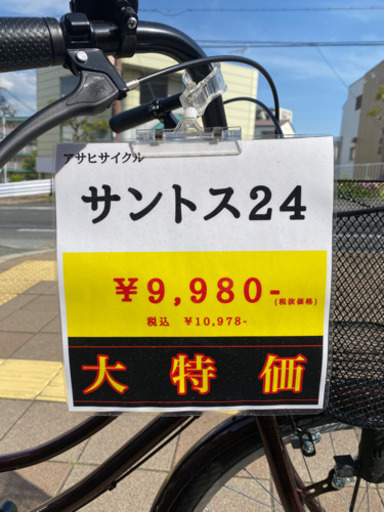 アサヒサイクル
サントス24
￥9,980-(税抜価格)
税込 ￥10,978-
大特価